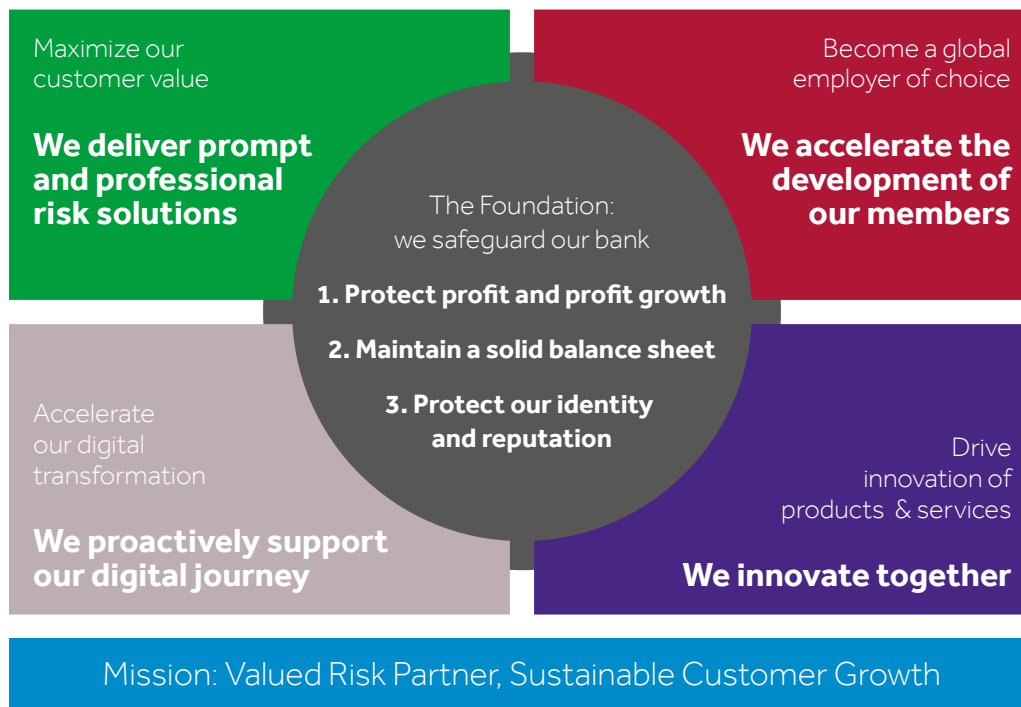 Maximize our
customer value
We deliver prompt
and professional
risk solutions
Become a global
employer of choice
We accelerate the
development of
our members
The Foundation:
we safeguard our bank
1. Protect profit and profit growth
2. Maintain a solid balance sheet
3. Protect our identity
and reputation
Accelerate
our digital
transformation
We proactively support
our digital journey
Drive
innovation of
products & services
We innovate together
Mission: Valued Risk Partner, Sustainable Customer Growth